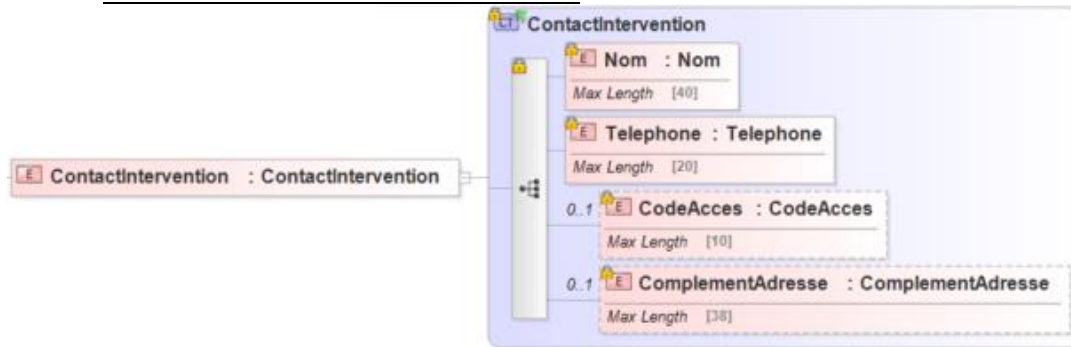 CT ContactIntervention
E Nom : Nom
Max Length [40]
E Telephone : Telephone
Max Length [20]
E ContactIntervention : ContactIntervention
0..1 E CodeAcces : CodeAcces
Max Length [10]
0..1 E ComplementAdresse : ComplementAdresse
Max Length [38]